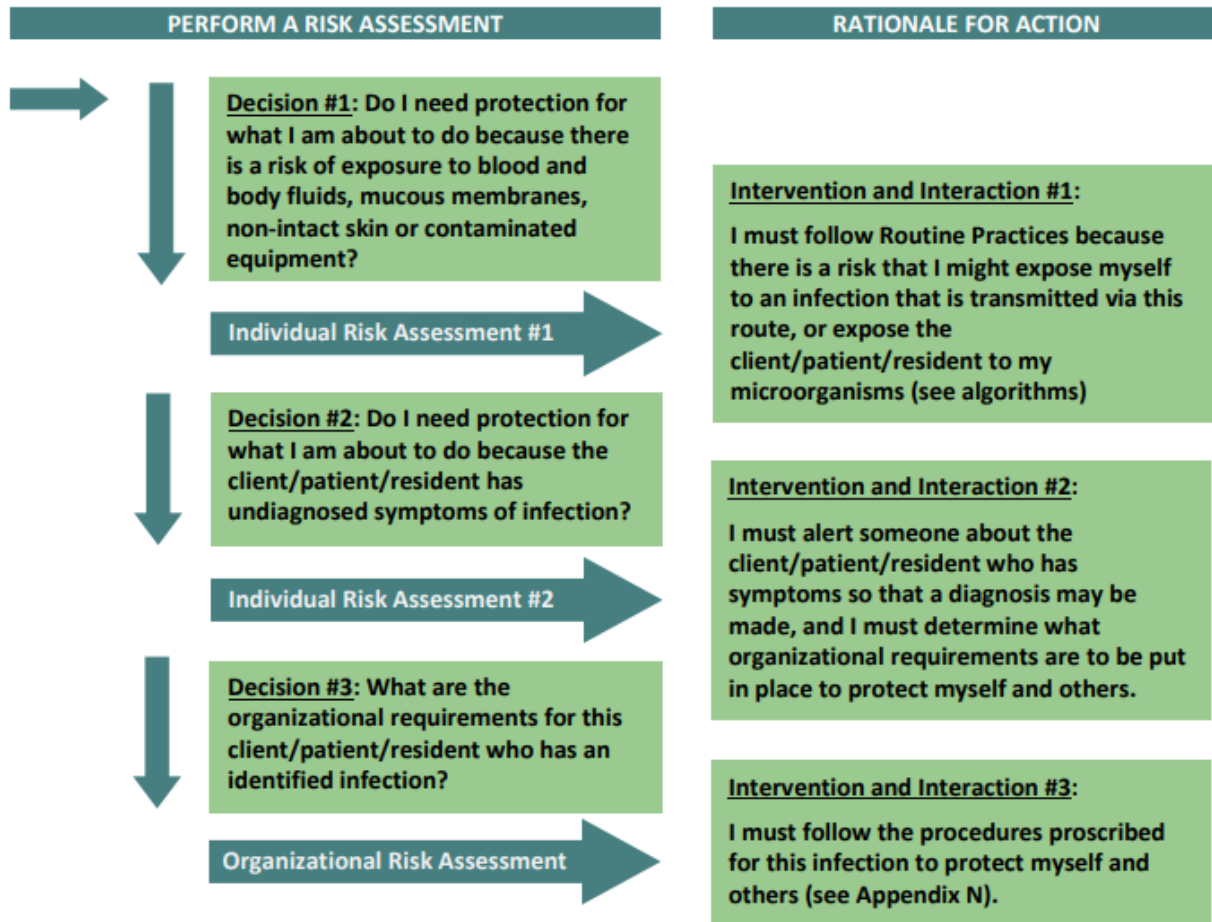 PERFORM A RISK ASSESSMENT
RATIONALE FOR ACTION
Decision #1: Do I need protection for
what I am about to do because there
is a risk of exposure to blood and
body fluids, mucous membranes,
non-intact skin or contaminated
equipment?
Individual Risk Assessment #1
Intervention and Interaction #1:
I must follow Routine Practices because
there is a risk that I might expose myself
to an infection that is transmitted via this
route, or expose the
client/patient/resident to my
microorganisms (see algorithms)
Decision #2: Do I need protection for
what I am about to do because the
client/patient/resident has
undiagnosed symptoms of infection?
Individual Risk Assessment #2
Intervention and Interaction #2:
I must alert someone about the
client/patient/resident who has
symptoms so that a diagnosis may be
made, and I must determine what
organizational requirements are to be put
in place to protect myself and others.
Decision #3: What are the
organizational requirements for this
client/patient/resident who has an
identified infection?
Organizational Risk Assessment
Intervention and Interaction #3:
I must follow the procedures proscribed
for this infection to protect myself and
others (see Appendix N).